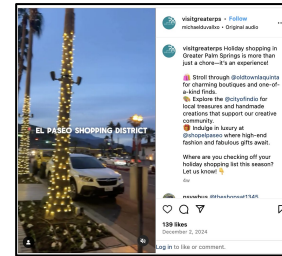 EL PASEO SHOPPING DISTRICT
visitgreaterps • Follow
michaelduvallxo • Original audio
visitgreaterps Holiday shopping in
Greater Palm Springs is more than
just a chore—it's an experience!
🛍️ Stroll through @oldtownlaquinta
for charming boutiques and one-of-
a-kind finds.
🎨 Explore the @cityofindio for
local treasures and handmade
creations that support our creative
community.
🎁 Indulge in luxury at
@shopelpaseo where high-end
fashion and fabulous gifts await.
Where are you checking off your
holiday shopping list this season?
Let us know! 👇
139 likes
December 2, 2024
Log in to like or comment.